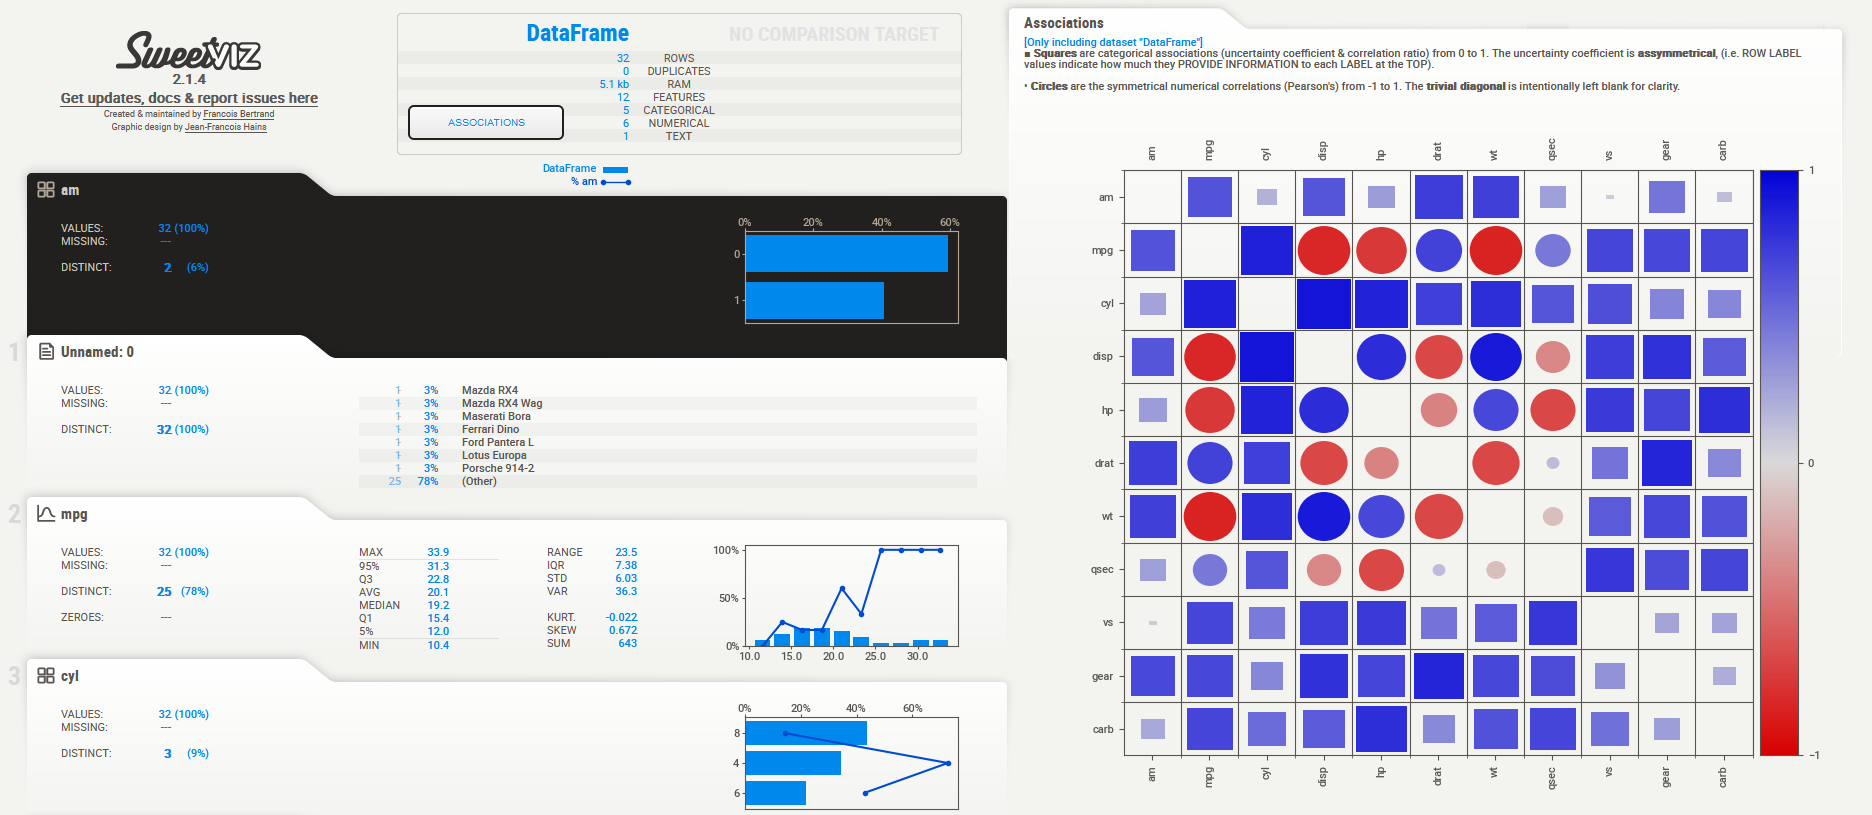 SweetVIZ
2.1.4
Get updates, docs & report issues here
Created & maintained by Francois Bertrand
Graphic design by Jean-Francois Hains
DataFrame
NO COMPARISON TARGET
32 ROWS
0 DUPLICATES
5.1 kb RAM
12 FEATURES
5 CATEGORICAL
6 NUMERICAL
1 TEXT
ASSOCIATIONS
DataFrame
% am
am
VALUES: 32 (100%)
MISSING: ---
DISTINCT: 2 (6%)
0% 20% 40% 60%
0
1
1
Unnamed: 0
VALUES: 32 (100%)
MISSING: ---
DISTINCT: 32 (100%)
1 3% Mazda RX4
1 3% Mazda RX4 Wag
1 3% Maserati Bora
1 3% Ferrari Dino
1 3% Ford Pantera L
1 3% Lotus Europa
1 3% Porsche 914-2
25 78% (Other)
2
mpg
VALUES: 32 (100%)
MISSING: ---
DISTINCT: 25 (78%)
ZEROES: ---
MAX 33.9
95% 31.3
Q3 22.8
AVG 20.1
MEDIAN 19.2
Q1 15.4
5% 12.0
MIN 10.4
RANGE 23.5
IQR 7.38
STD 6.03
VAR 36.3
KURT. -0.022
SKEW 0.672
SUM 643
100%
50%
0%
10.0 15.0 20.0 25.0 30.0
3
cyl
VALUES: 32 (100%)
MISSING: ---
DISTINCT: 3 (9%)
0% 20% 40% 60%
8
4
6
Associations
[Only including dataset "DataFrame"]
■ Squares are categorical associations (uncertainty coefficient & correlation ratio) from 0 to 1. The uncertainty coefficient is assymmetrical, (i.e. ROW LABEL
values indicate how much they PROVIDE INFORMATION to each LABEL at the TOP).
• Circles are the symmetrical numerical correlations (Pearson's) from -1 to 1. The trivial diagonal is intentionally left blank for clarity.
am mpg cyl disp hp drat wt qsec vs gear carb
am
mpg
cyl
disp
hp
drat
wt
qsec
vs
gear
carb
am mpg cyl disp hp drat wt qsec vs gear carb
1
0
−1